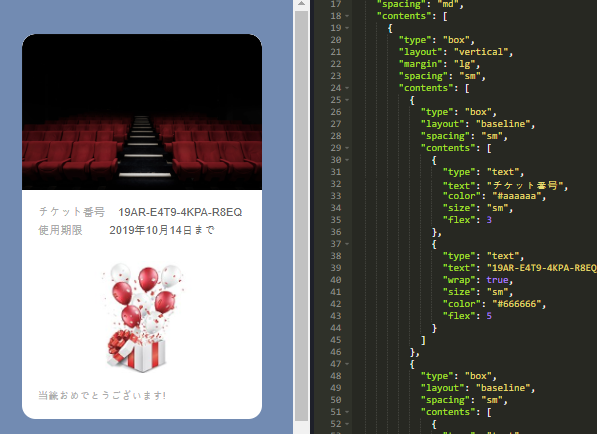 チケット番号 19AR-E4T9-4KPA-R8EQ
使用期限 2019年10月14日まで
当籤おめでとうございます!
17 "spacing": "md",
18 "contents": [
19 {
20 "type": "box",
21 "layout": "vertical",
22 "margin": "lg",
23 "spacing": "sm",
24 "contents": [
25 {
26 "type": "box",
27 "layout": "baseline",
28 "spacing": "sm",
29 "contents": [
30 {
31 "type": "text",
32 "text": "チケット番号",
33 "color": "#aaaaaa",
34 "size": "sm",
35 "flex": 3
36 },
37 {
38 "type": "text",
39 "text": "19AR-E4T9-4KPA-R8EQ
40 "wrap": true,
41 "size": "sm",
42 "color": "#666666",
43 "flex": 5
44 }
45 ]
46 },
47 {
48 "type": "box",
49 "layout": "baseline",
50 "spacing": "sm",
51 "contents": [
52 {